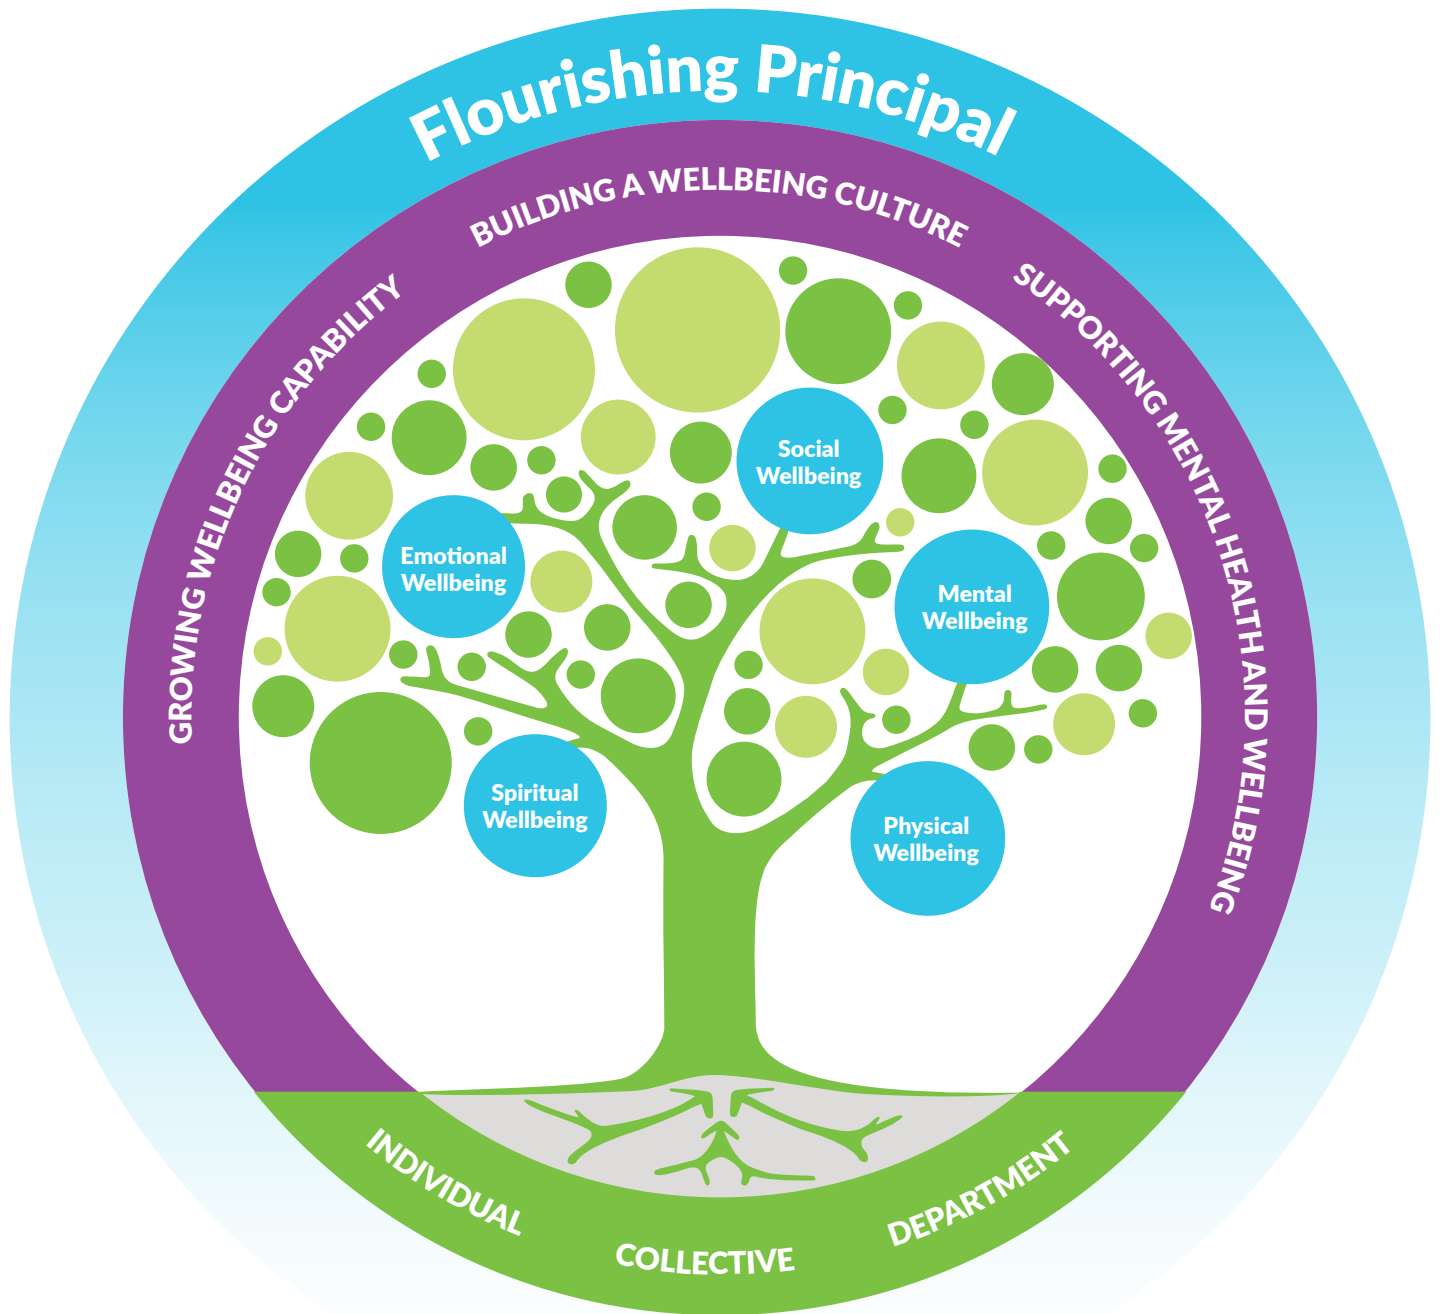 Flourishing Principal
GROWING WELLBEING CAPABILITY
BUILDING A WELLBEING CULTURE
SUPPORTING MENTAL HEALTH AND WELLBEING
Social
Wellbeing
Emotional
Wellbeing
Mental
Wellbeing
Spiritual
Wellbeing
Physical
Wellbeing
INDIVIDUAL
COLLECTIVE
DEPARTMENT